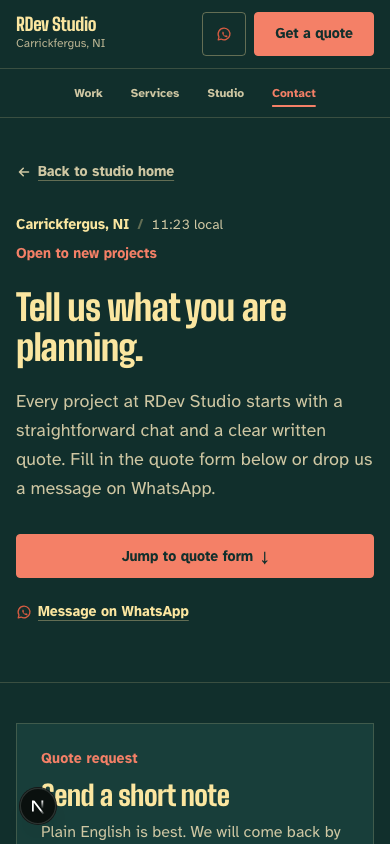 RDev Studio
Carrickfergus, NI
Get a quote
Work Services Studio Contact
← Back to studio home
Carrickfergus, NI / 11:23 local
Open to new projects
Tell us what you are
planning.
Every project at RDev Studio starts with a
straightforward chat and a clear written
quote. Fill in the quote form below or drop us
a message on WhatsApp.
Jump to quote form ↓
Message on WhatsApp
Quote request
Send a short note
N
Plain English is best. We will come back by